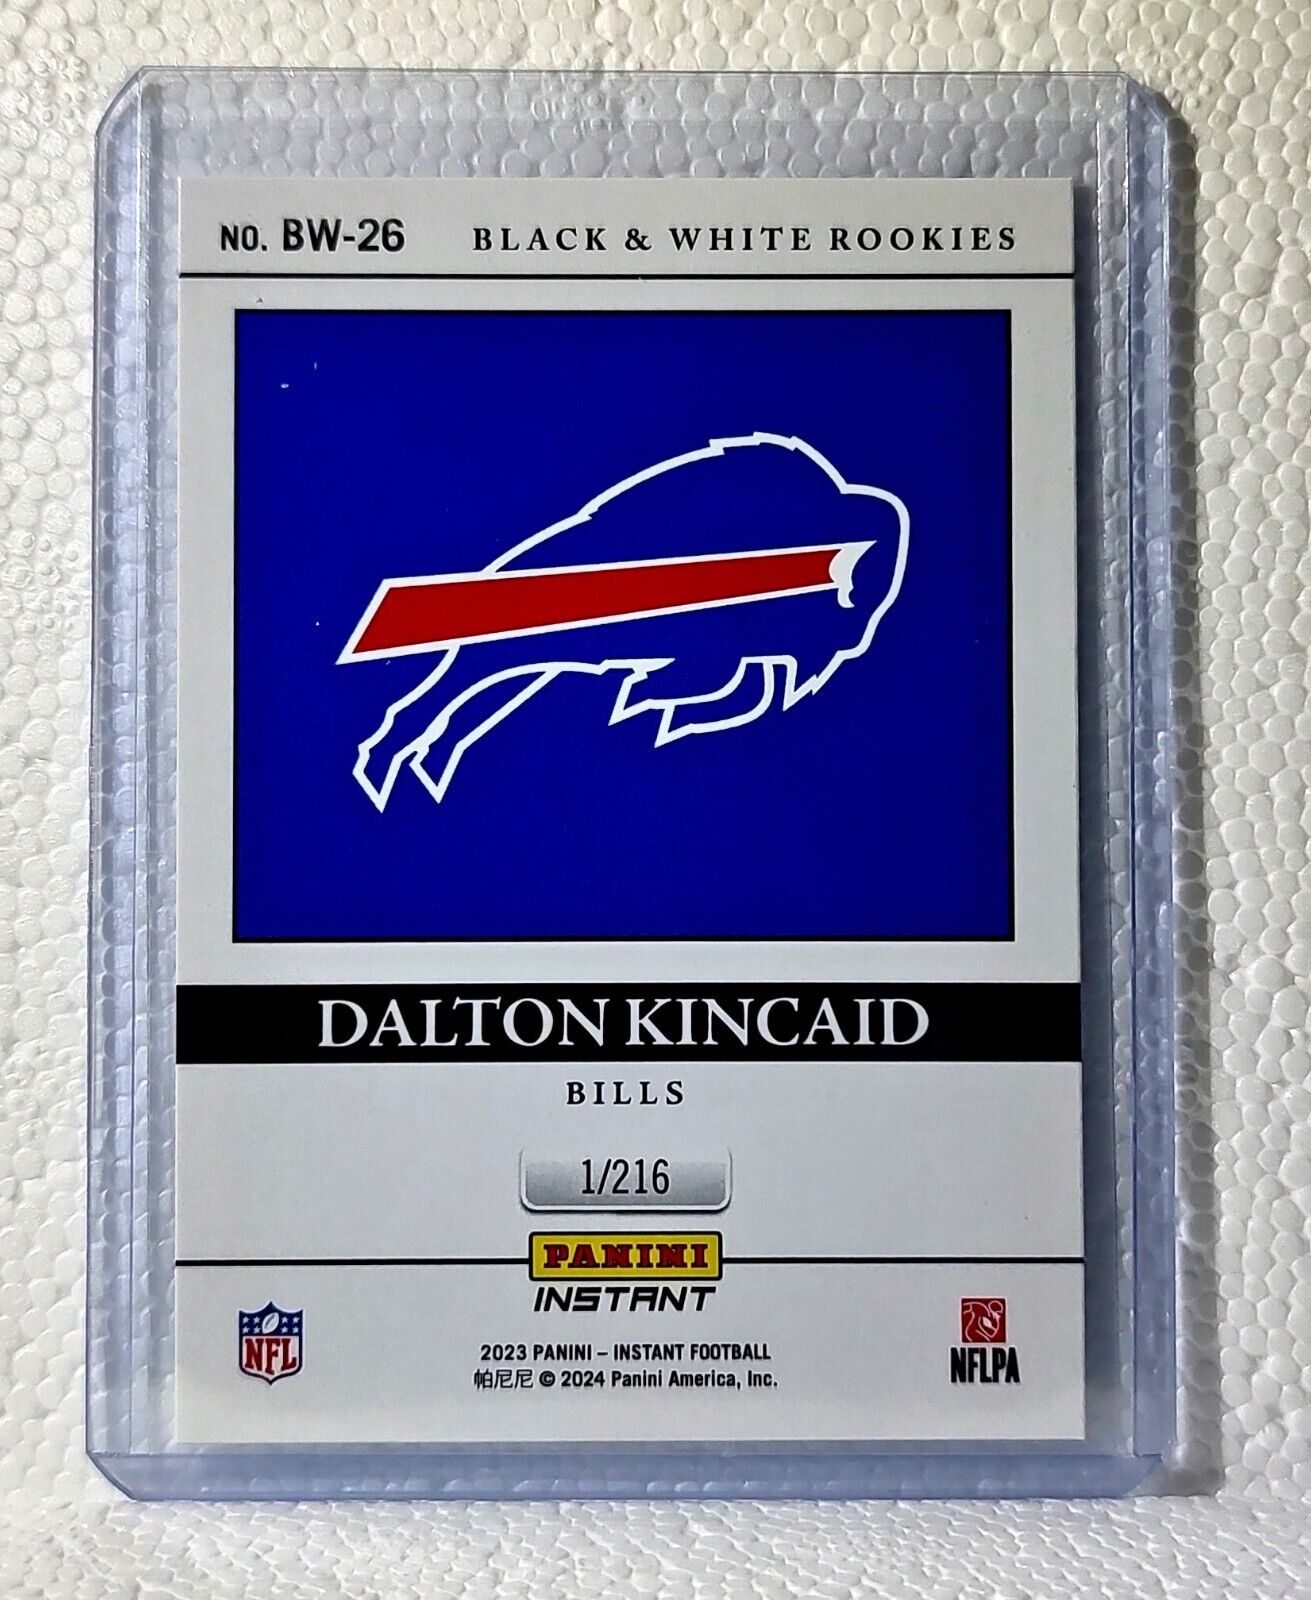 NO. BW-26 BLACK & WHITE ROOKIES
DALTON KINCAID
BILLS
1/216
PANINI
INSTANT
NFL
NFLPA
2023 PANINI – INSTANT FOOTBALL
帕尼尼 © 2024 Panini America, Inc.